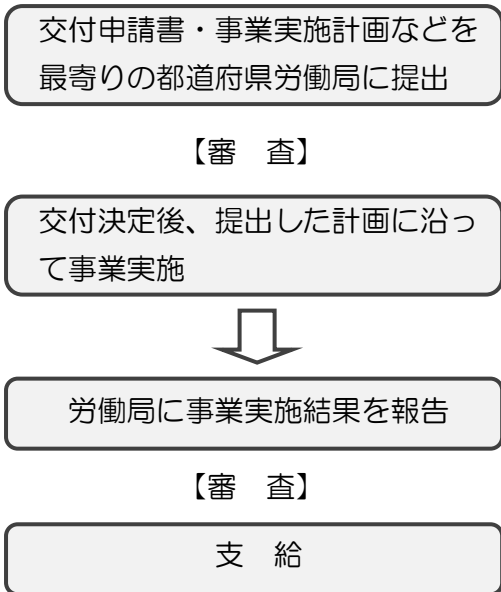 交付申請書・事業実施計画などを
最寄りの都道府県労働局に提出
【審　査】
交付決定後、提出した計画に沿っ
て事業実施
労働局に事業実施結果を報告
【審　査】
支　給